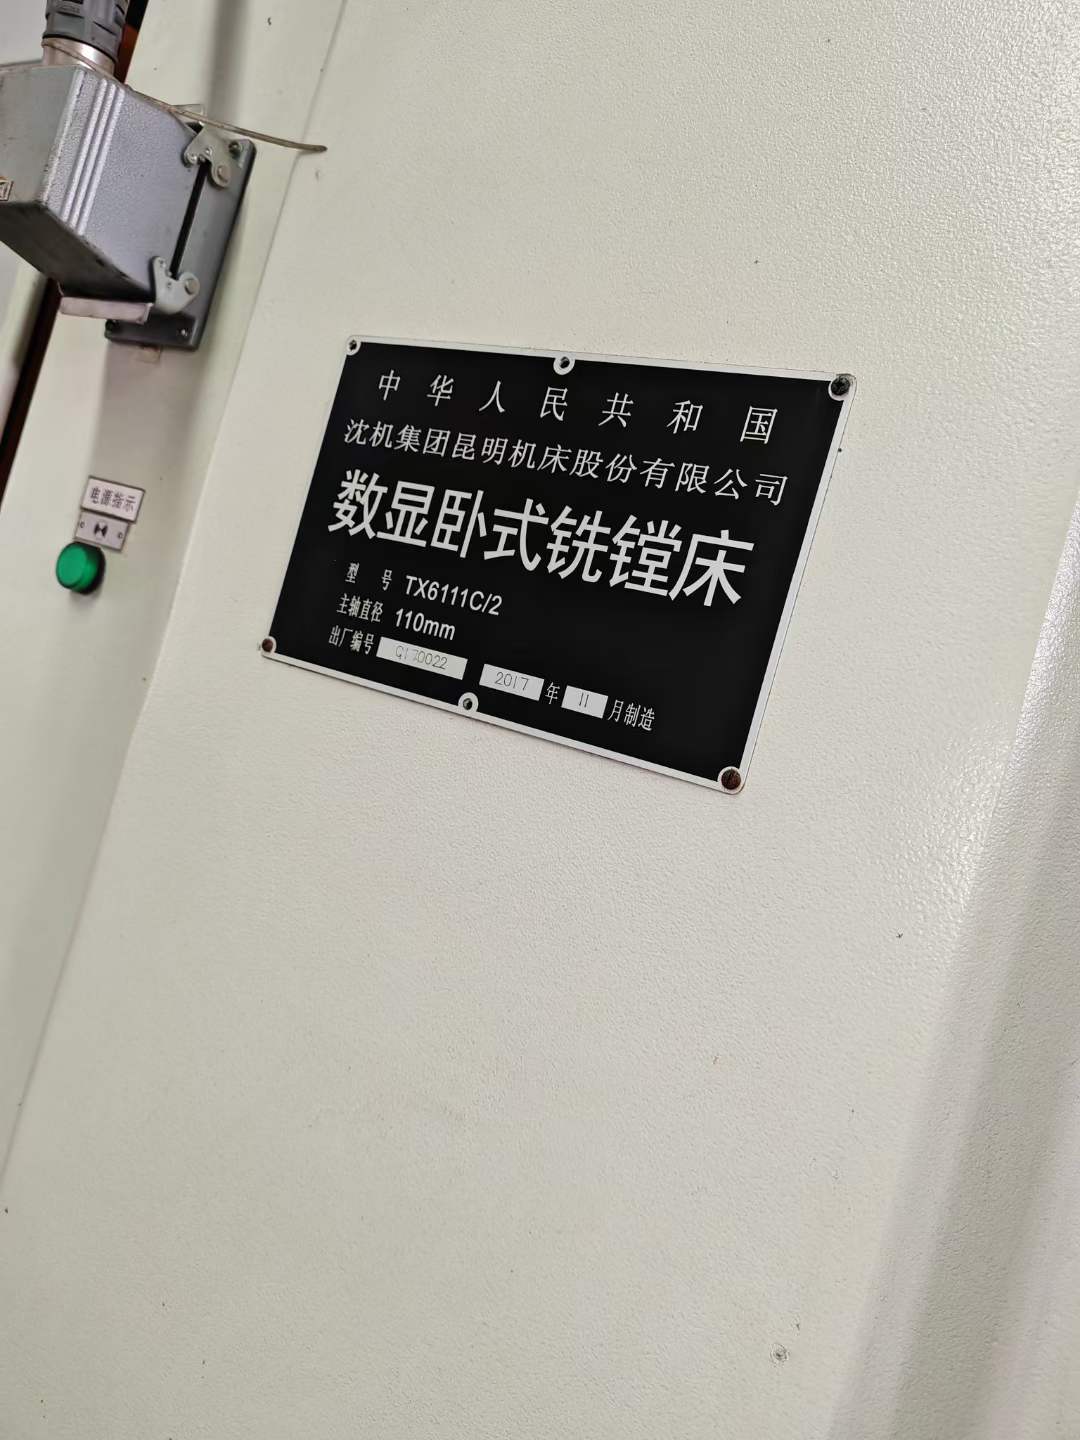 中华人民共和国
沈机集团昆明机床股份有限公司
数显卧式铣镗床
型 号 TX6111C/2
主轴直径 110mm
出厂编号 G170022 2017 年 11 月制造
电源指示